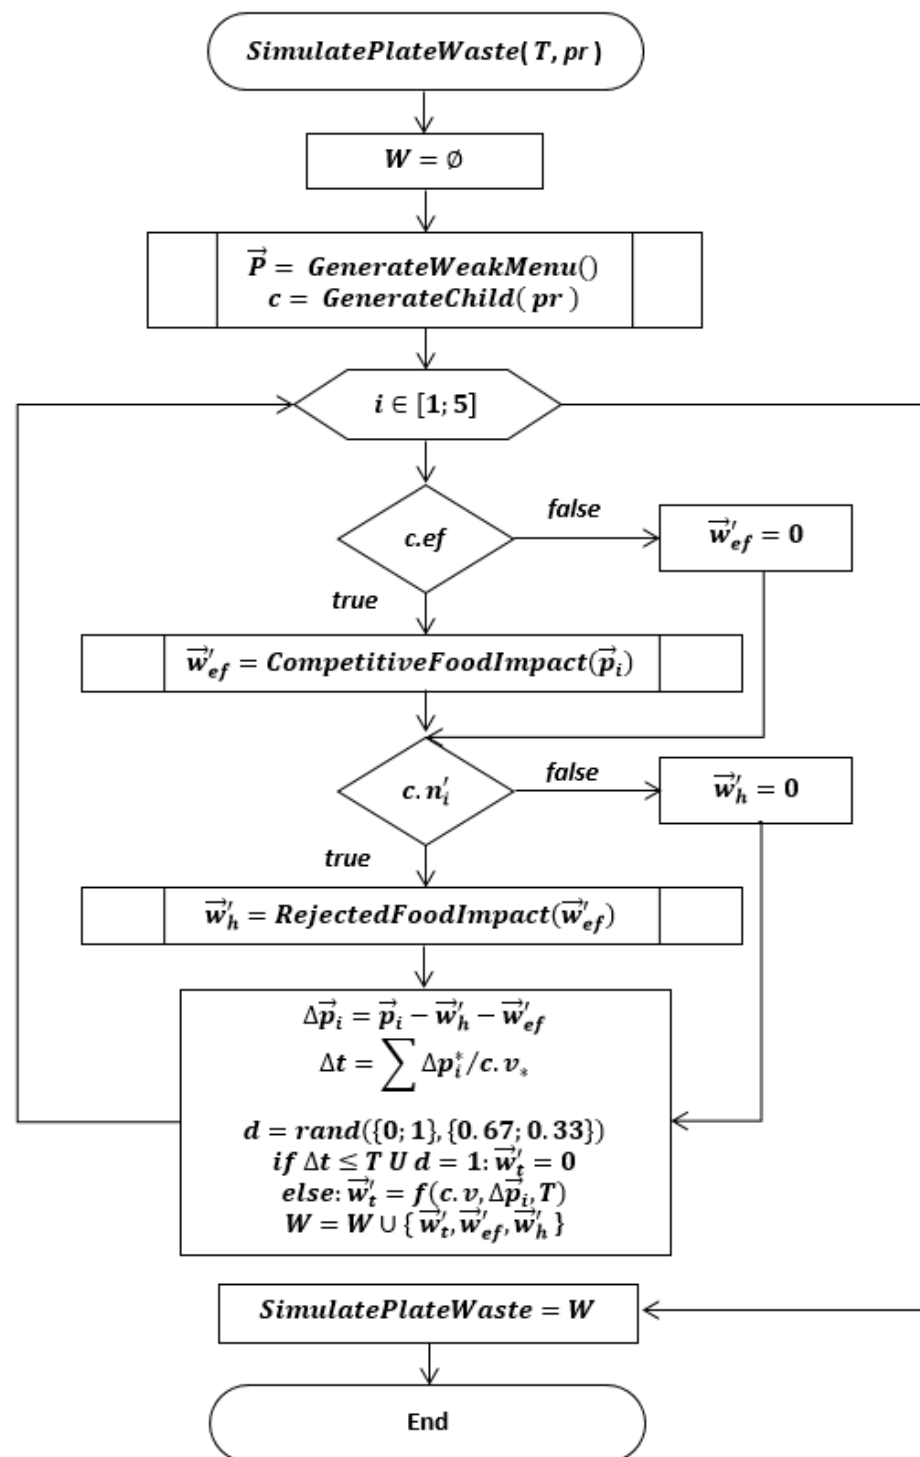 SimulatePlateWaste( T, pr )
W = ∅
P⃗ = GenerateWeakMenu()
c = GenerateChild( pr )
i ∈ [1; 5]
c.ef
false
w⃗′ef = 0
true
w⃗′ef = CompetitiveFoodImpact(p⃗i)
c. n′i
false
w⃗′h = 0
true
w⃗′h = RejectedFoodImpact(w⃗′ef)
Δp⃗i = p⃗i − w⃗′h − w⃗′ef
Δt = ∑ Δp*i/c. v*
d = rand({0; 1}, {0. 67; 0. 33})
if Δt ≤ T U d = 1: w⃗′t = 0
else: w⃗′t = f(c. v, Δp⃗i, T)
W = W ∪ { w⃗′t, w⃗′ef, w⃗′h }
SimulatePlateWaste = W
End